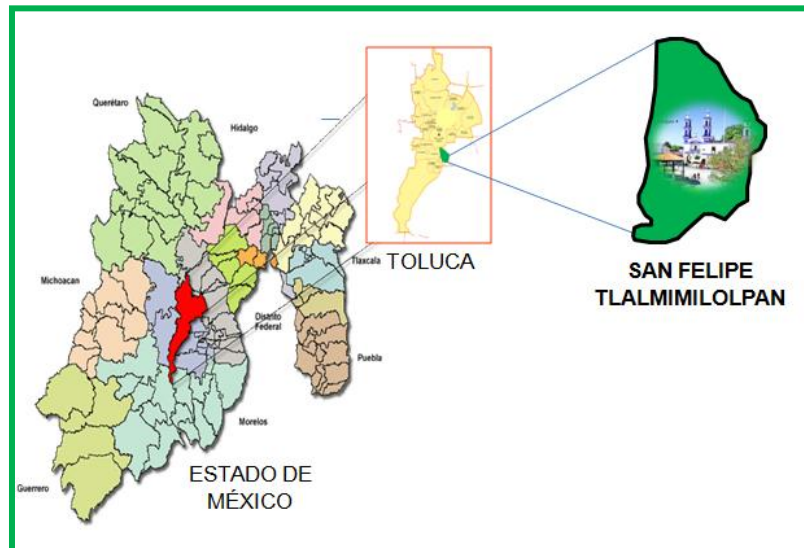 Querétaro
Hidalgo
Michoacan
Tlaxcala
Distrito
Federal
Puebla
Morelos
Guerrero
ESTADO DE
MÉXICO
TOLUCA
SAN FELIPE
TLALMIMILOLPAN